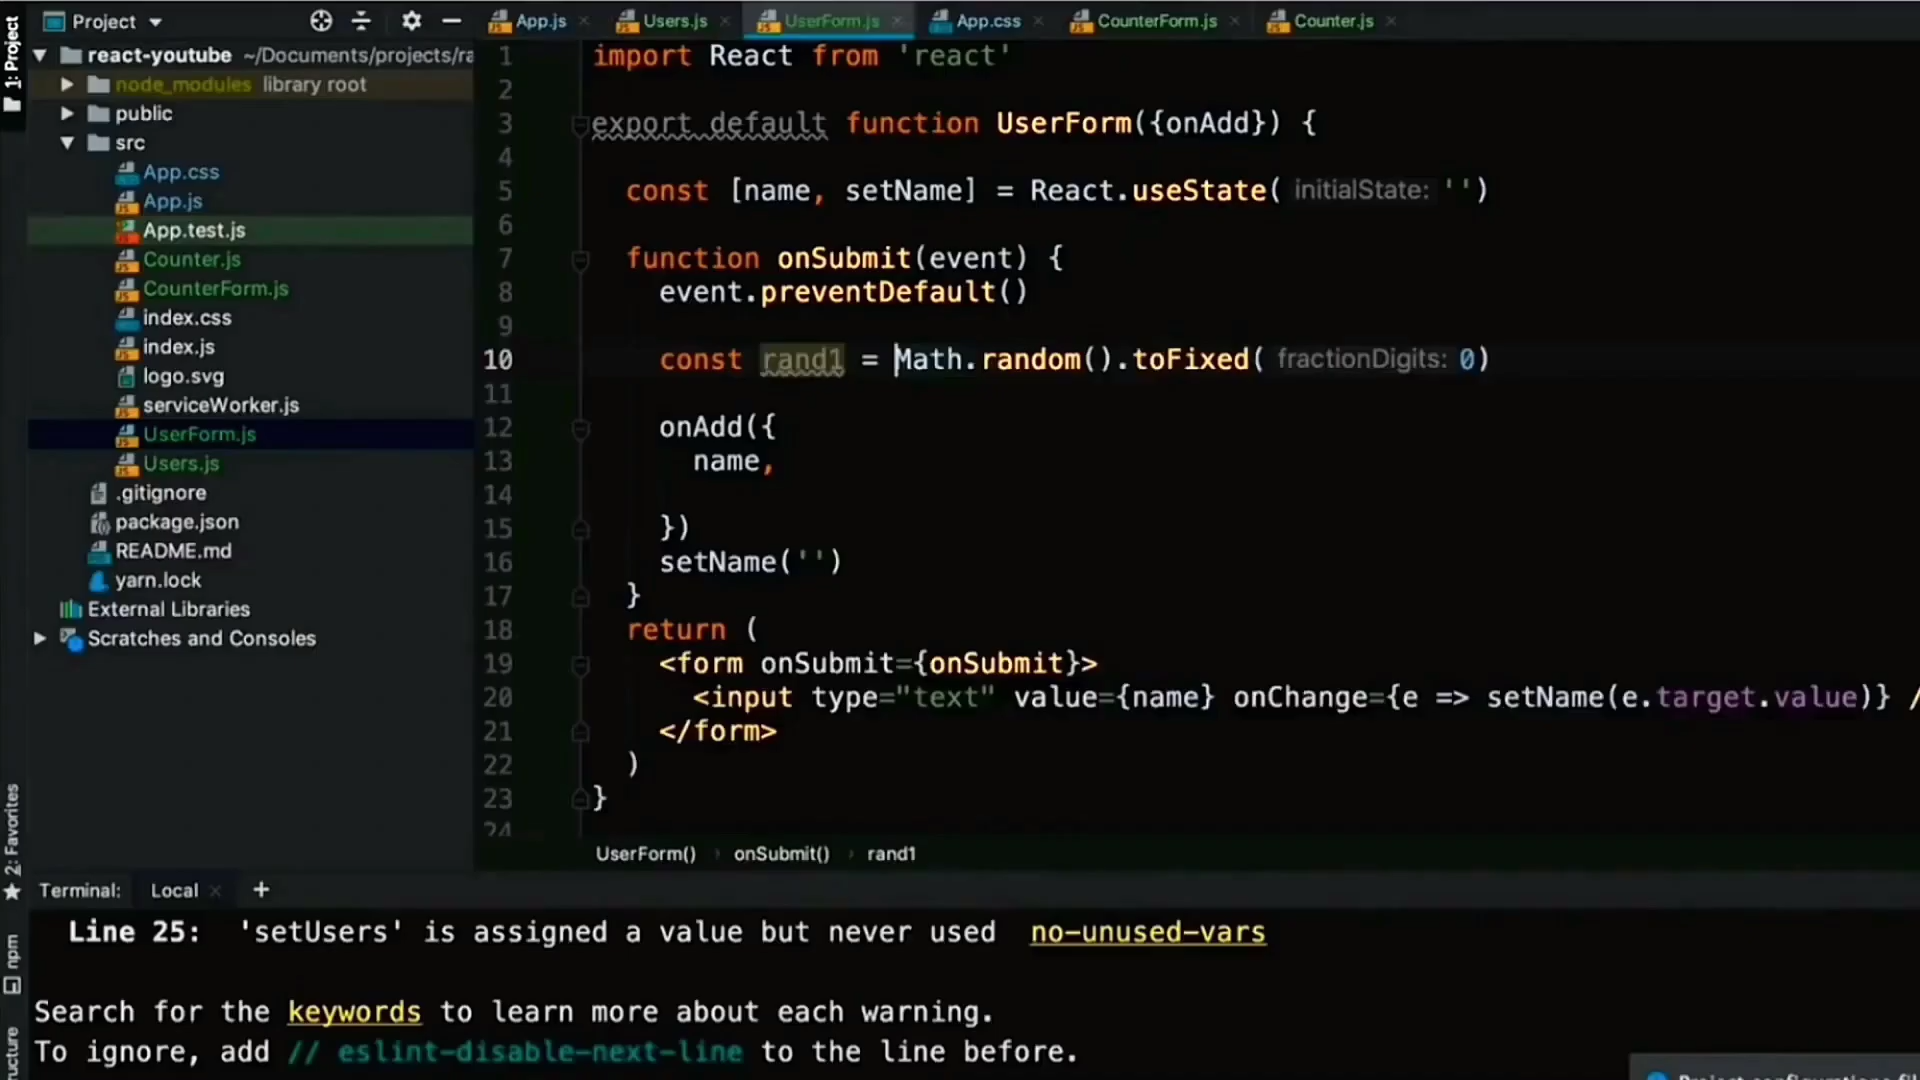 Project
App.js
Users.js
UserForm.js
App.css
CounterForm.js
Counter.js
1: Project
react-youtube ~/Documents/projects/ra
node_modules library root
public
src
App.css
App.js
App.test.js
Counter.js
CounterForm.js
index.css
index.js
logo.svg
serviceWorker.js
UserForm.js
Users.js
.gitignore
package.json
README.md
yarn.lock
External Libraries
Scratches and Consoles
1 import React from 'react'
2
3 export default function UserForm({onAdd}) {
4
5 const [name, setName] = React.useState( initialState: '')
6
7 function onSubmit(event) {
8 event.preventDefault()
9
10 const rand1 = Math.random().toFixed( fractionDigits: 0)
11
12 onAdd({
13 name,
14
15 })
16 setName('')
17 }
18 return (
19 <form onSubmit={onSubmit}>
20 <input type="text" value={name} onChange={e => setName(e.target.value)} /
21 </form>
22 )
23 }
24
UserForm() › onSubmit() › rand1
2: Favorites
npm
ructure
Terminal: Local +
Line 25: 'setUsers' is assigned a value but never used no-unused-vars
Search for the keywords to learn more about each warning.
To ignore, add // eslint-disable-next-line to the line before.